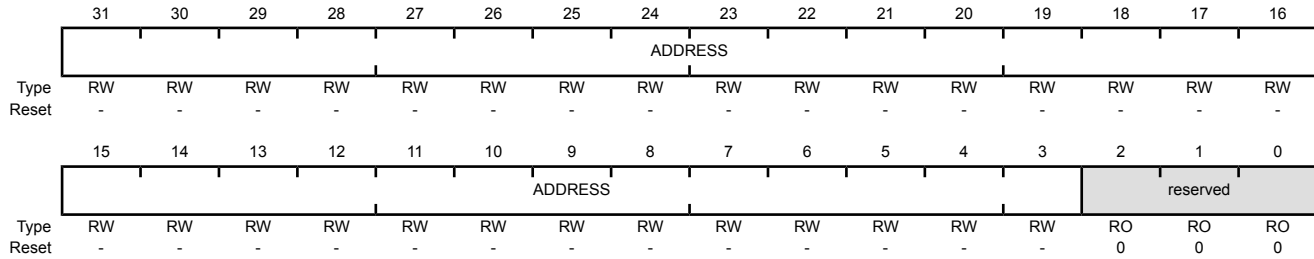 31 30 29 28 27 26 25 24 23 22 21 20 19 18 17 16
ADDRESS
Type RW RW RW RW RW RW RW RW RW RW RW RW RW RW RW RW
Reset - - - - - - - - - - - - - - - -
15 14 13 12 11 10 9 8 7 6 5 4 3 2 1 0
ADDRESS reserved
Type RW RW RW RW RW RW RW RW RW RW RW RW RW RO RO RO
Reset - - - - - - - - - - - - - 0 0 0